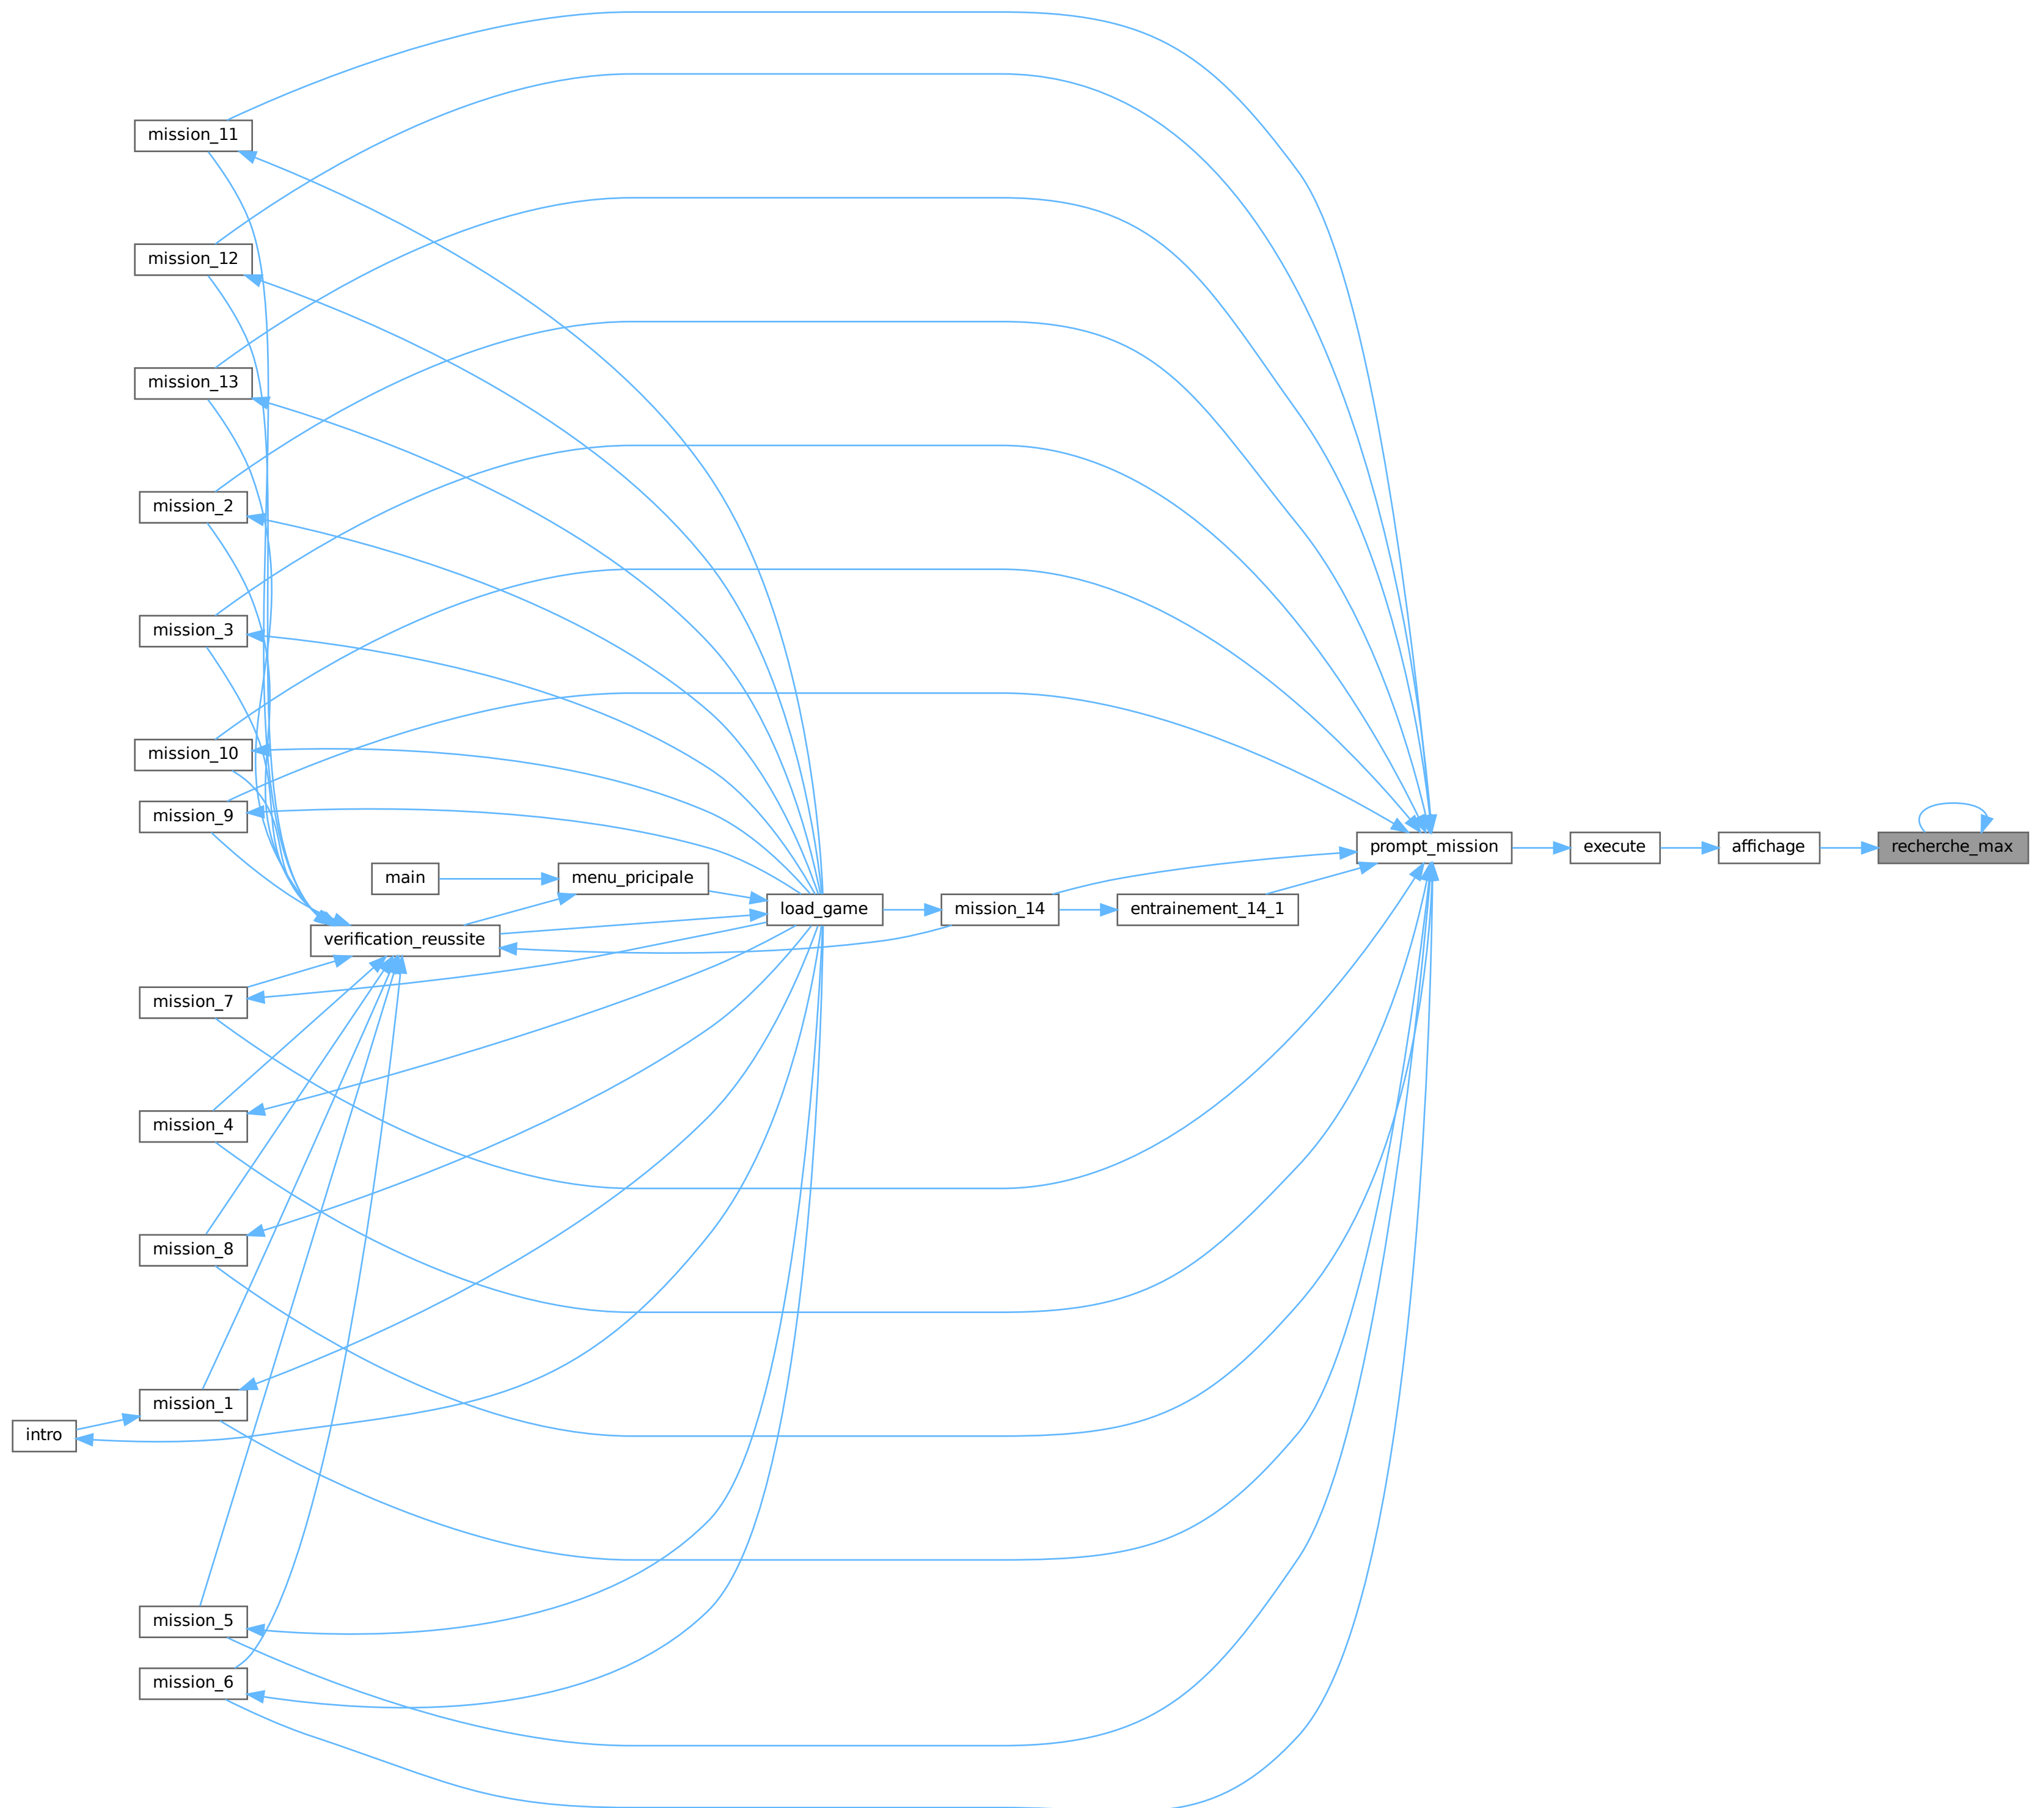 mission_11
mission_12
mission_13
mission_2
mission_3
mission_10
mission_9
prompt_mission
execute
affichage
recherche_max
main
menu_pricipale
load_game
mission_14
entrainement_14_1
verification_reussite
mission_7
mission_4
mission_8
mission_1
intro
mission_5
mission_6